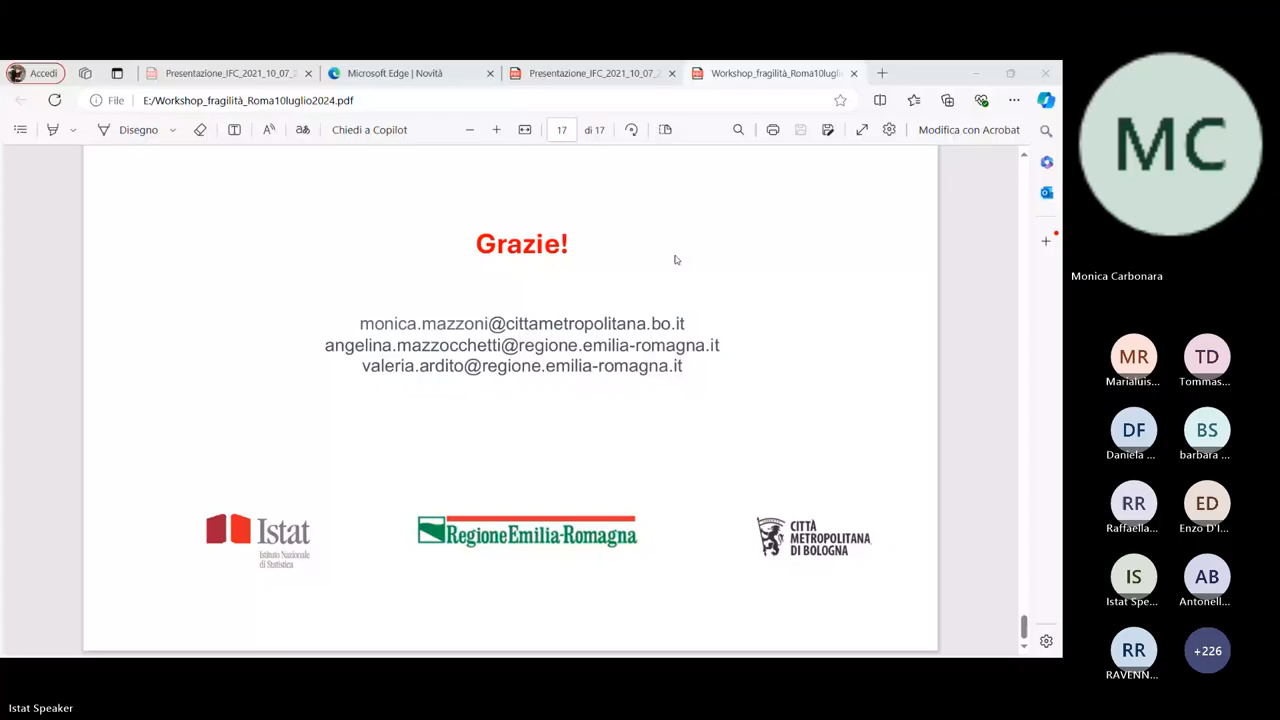 Accedi
Presentazione_IFC_2021_10_07_2
Microsoft Edge | Novità
Presentazione_IFC_2021_10_07_2
Workshop_fragilità_Roma10luglio
File
E:/Workshop_fragilità_Roma10luglio2024.pdf
Disegno
Chiedi a Copilot
17
di 17
Modifica con Acrobat
Grazie!
monica.mazzoni@cittametropolitana.bo.it
angelina.mazzocchetti@regione.emilia-romagna.it
valeria.ardito@regione.emilia-romagna.it
Istat
Istituto Nazionale
di Statistica
RegioneEmilia-Romagna
CITTÀ
METROPOLITANA
DI BOLOGNA
MC
Monica Carbonara
MR
TD
Marialuis...
Tommas...
DF
BS
Daniela ...
barbara ...
RR
ED
Raffaella...
Enzo D'I...
IS
AB
Istat Spe...
Antonell...
RR
+226
RAVENN...
Istat Speaker